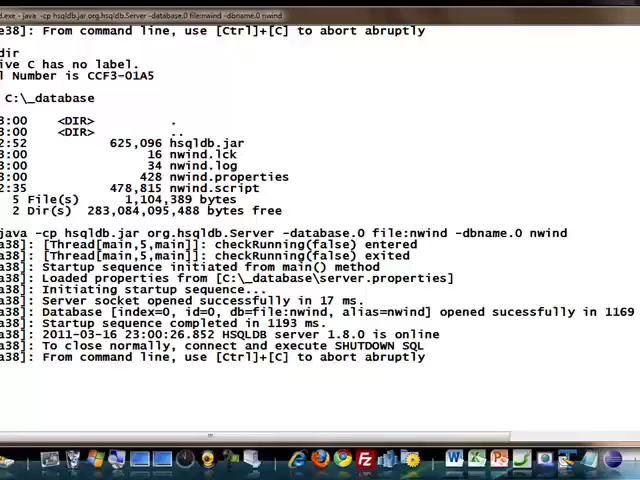 .exe - java -cp hsqldb.jar org.hsqldb.Server -database.0 file:nwind -dbname.0 nwind
e38]: From command line, use [Ctrl]+[C] to abort abruptly
dir
ive C has no label.
l Number is CCF3-01A5
C:\_database
3:00 <DIR> .
3:00 <DIR> ..
2:52 625,096 hsqldb.jar
3:00 16 nwind.lck
3:00 34 nwind.log
3:00 428 nwind.properties
2:35 478,815 nwind.script
5 File(s) 1,104,389 bytes
2 Dir(s) 283,084,095,488 bytes free
java -cp hsqldb.jar org.hsqldb.Server -database.0 file:nwind -dbname.0 nwind
a38]: [Thread[main,5,main]]: checkRunning(false) entered
a38]: [Thread[main,5,main]]: checkRunning(false) exited
a38]: Startup sequence initiated from main() method
a38]: Loaded properties from [C:\_database\server.properties]
a38]: Initiating startup sequence...
a38]: Server socket opened successfully in 17 ms.
a38]: Database [index=0, id=0, db=file:nwind, alias=nwind] opened sucessfully in 1169
a38]: Startup sequence completed in 1193 ms.
a38]: 2011-03-16 23:00:26.852 HSQLDB server 1.8.0 is online
a38]: To close normally, connect and execute SHUTDOWN SQL
a38]: From command line, use [Ctrl]+[C] to abort abruptly